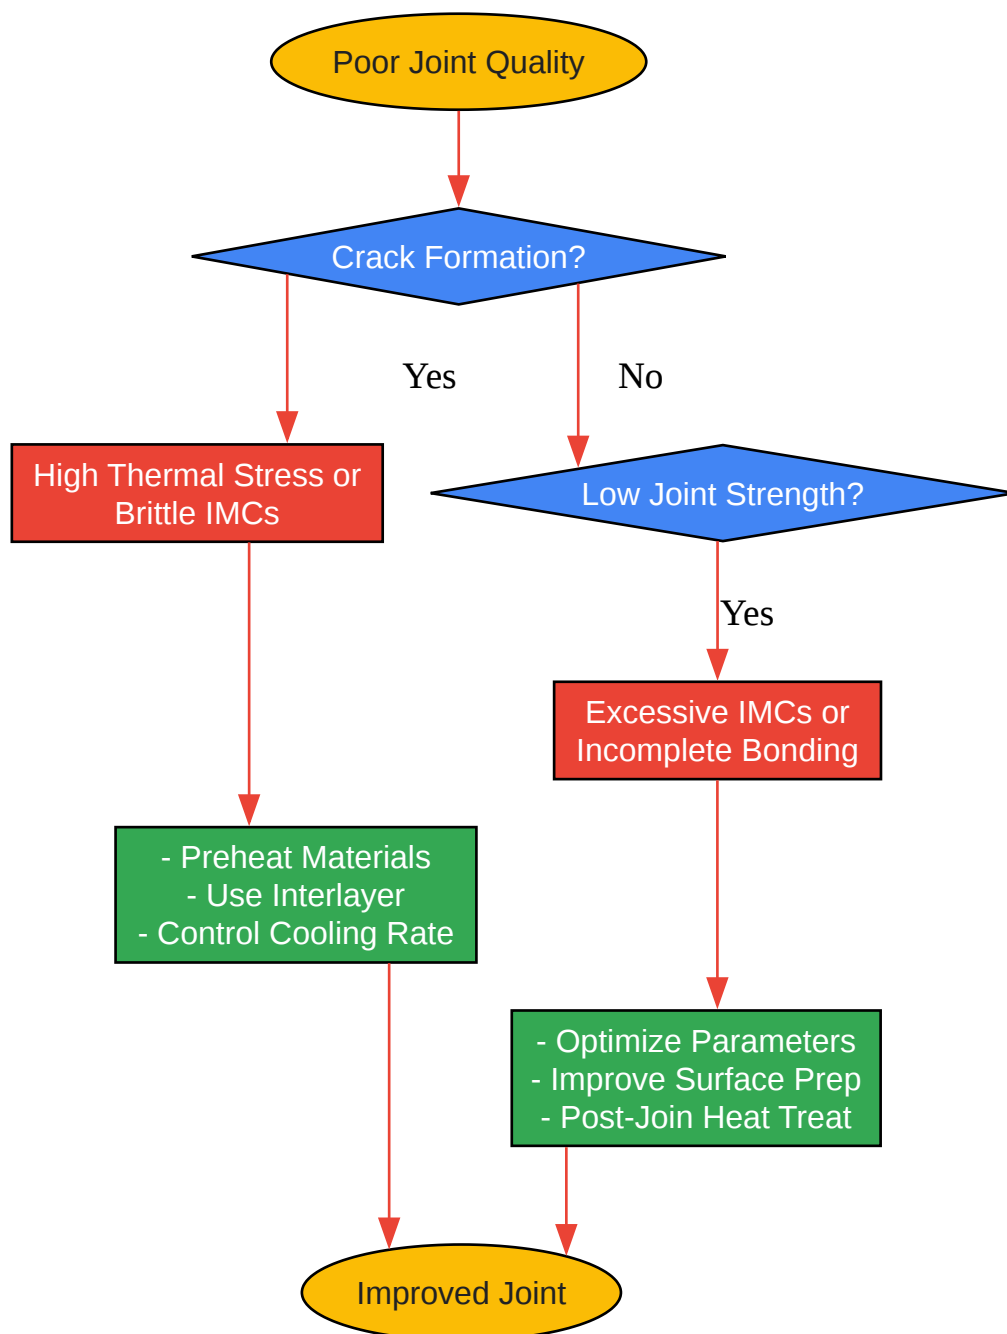 Poor Joint Quality
Crack Formation?
Yes
No
High Thermal Stress or
Brittle IMCs
Low Joint Strength?
Yes
Excessive IMCs or
Incomplete Bonding
- Preheat Materials
- Use Interlayer
- Control Cooling Rate
- Optimize Parameters
- Improve Surface Prep
- Post-Join Heat Treat
Improved Joint